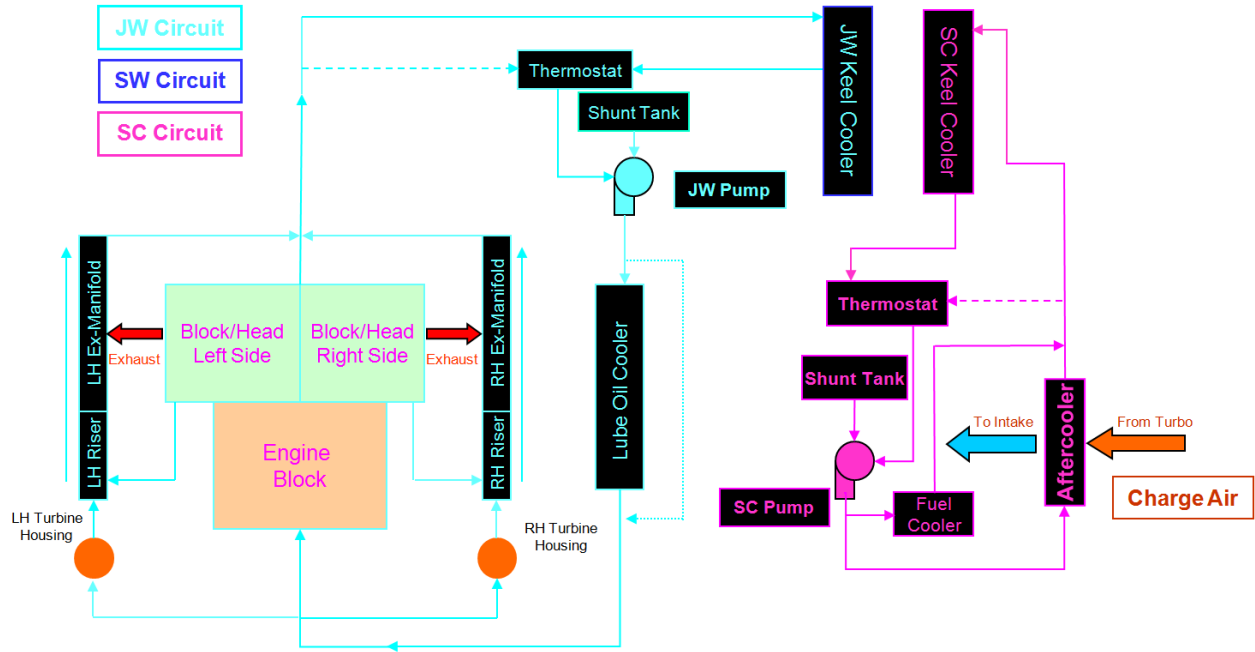 JW Circuit
SW Circuit
SC Circuit
Thermostat
Shunt Tank
JW Pump
JW Keel Cooler
SC Keel Cooler
LH Ex-Manifold
LH Riser
Exhaust
Block/Head
Left Side
Block/Head
Right Side
Exhaust
RH Ex-Manifold
RH Riser
Engine
Block
LH Turbine
Housing
RH Turbine
Housing
Lube Oil Cooler
Thermostat
Shunt Tank
SC Pump
Fuel
Cooler
To Intake
Aftercooler
From Turbo
Charge Air